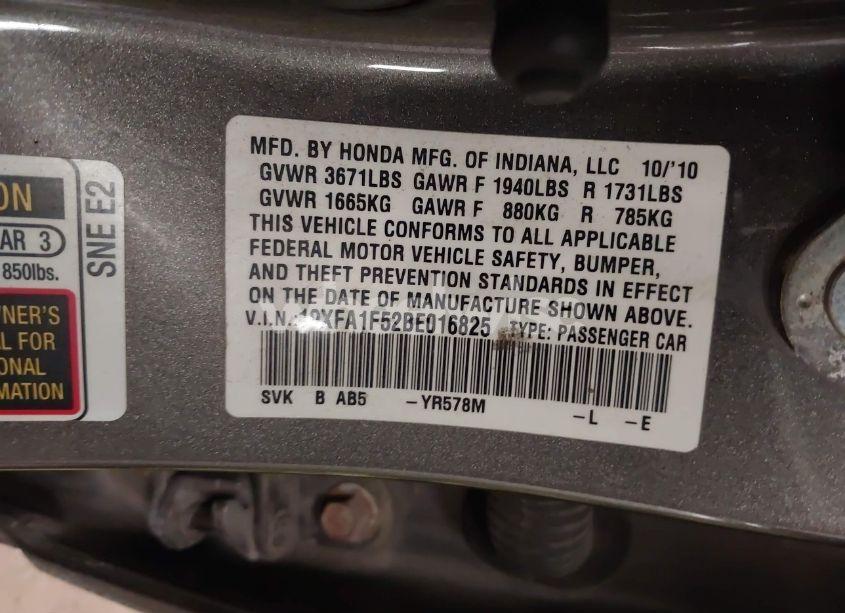 ON
AR 3
850lbs.
WNER'S
L FOR
ONAL
MATION
SNE E2
MFD. BY HONDA MFG. OF INDIANA, LLC 10/'10
GVWR 3671LBS GAWR F 1940LBS R 1731LBS
GVWR 1665KG GAWR F 880KG R 785KG
THIS VEHICLE CONFORMS TO ALL APPLICABLE
FEDERAL MOTOR VEHICLE SAFETY, BUMPER,
AND THEFT PREVENTION STANDARDS IN EFFECT
ON THE DATE OF MANUFACTURE SHOWN ABOVE.
V.I.N.:19XFA1F52BE016825 TYPE: PASSENGER CAR
SVK B AB5 -YR578M -L -E